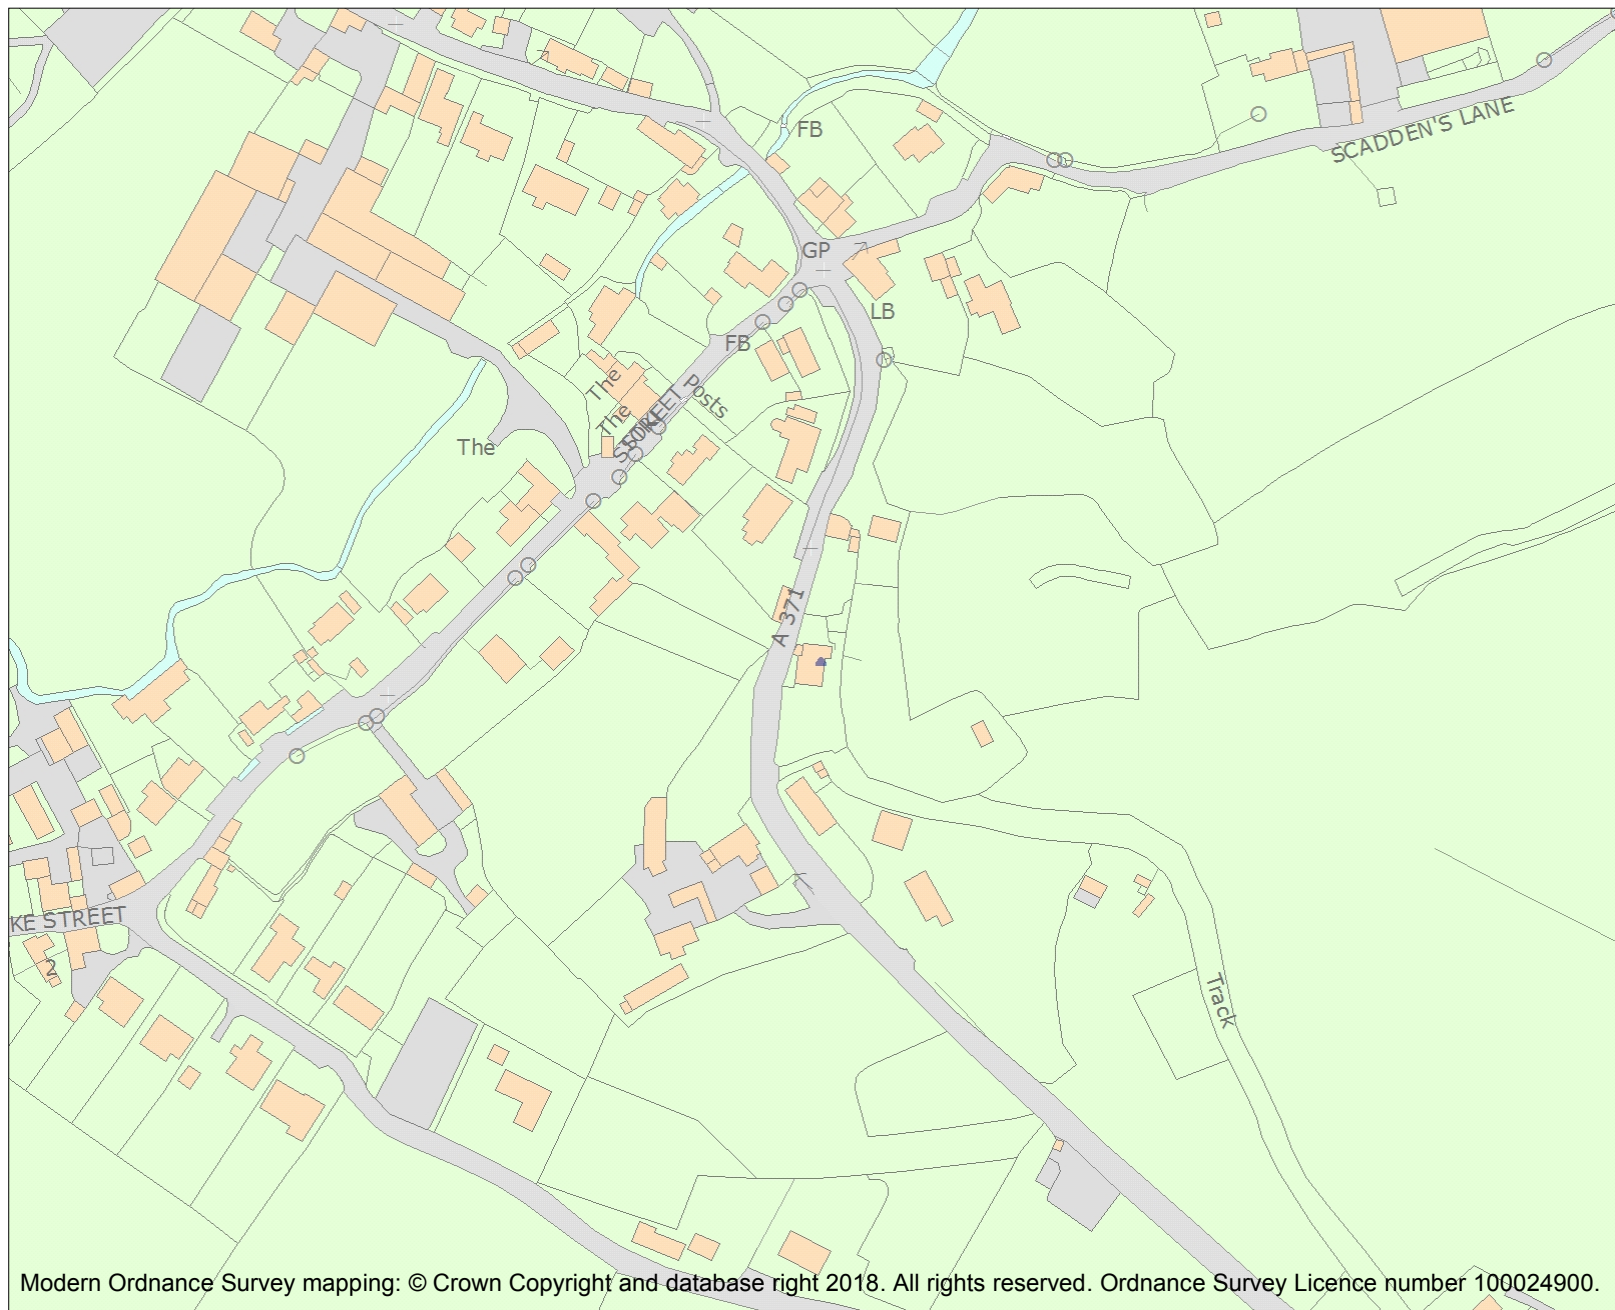 FB
SCADDEN'S LANE
GP
LB
FB
The
Posts
The
STREET
The
A 371
KE STREET
2
Track
Modern Ordnance Survey mapping: © Crown Copyright and database right 2018. All rights reserved. Ordnance Survey Licence number 100024900.